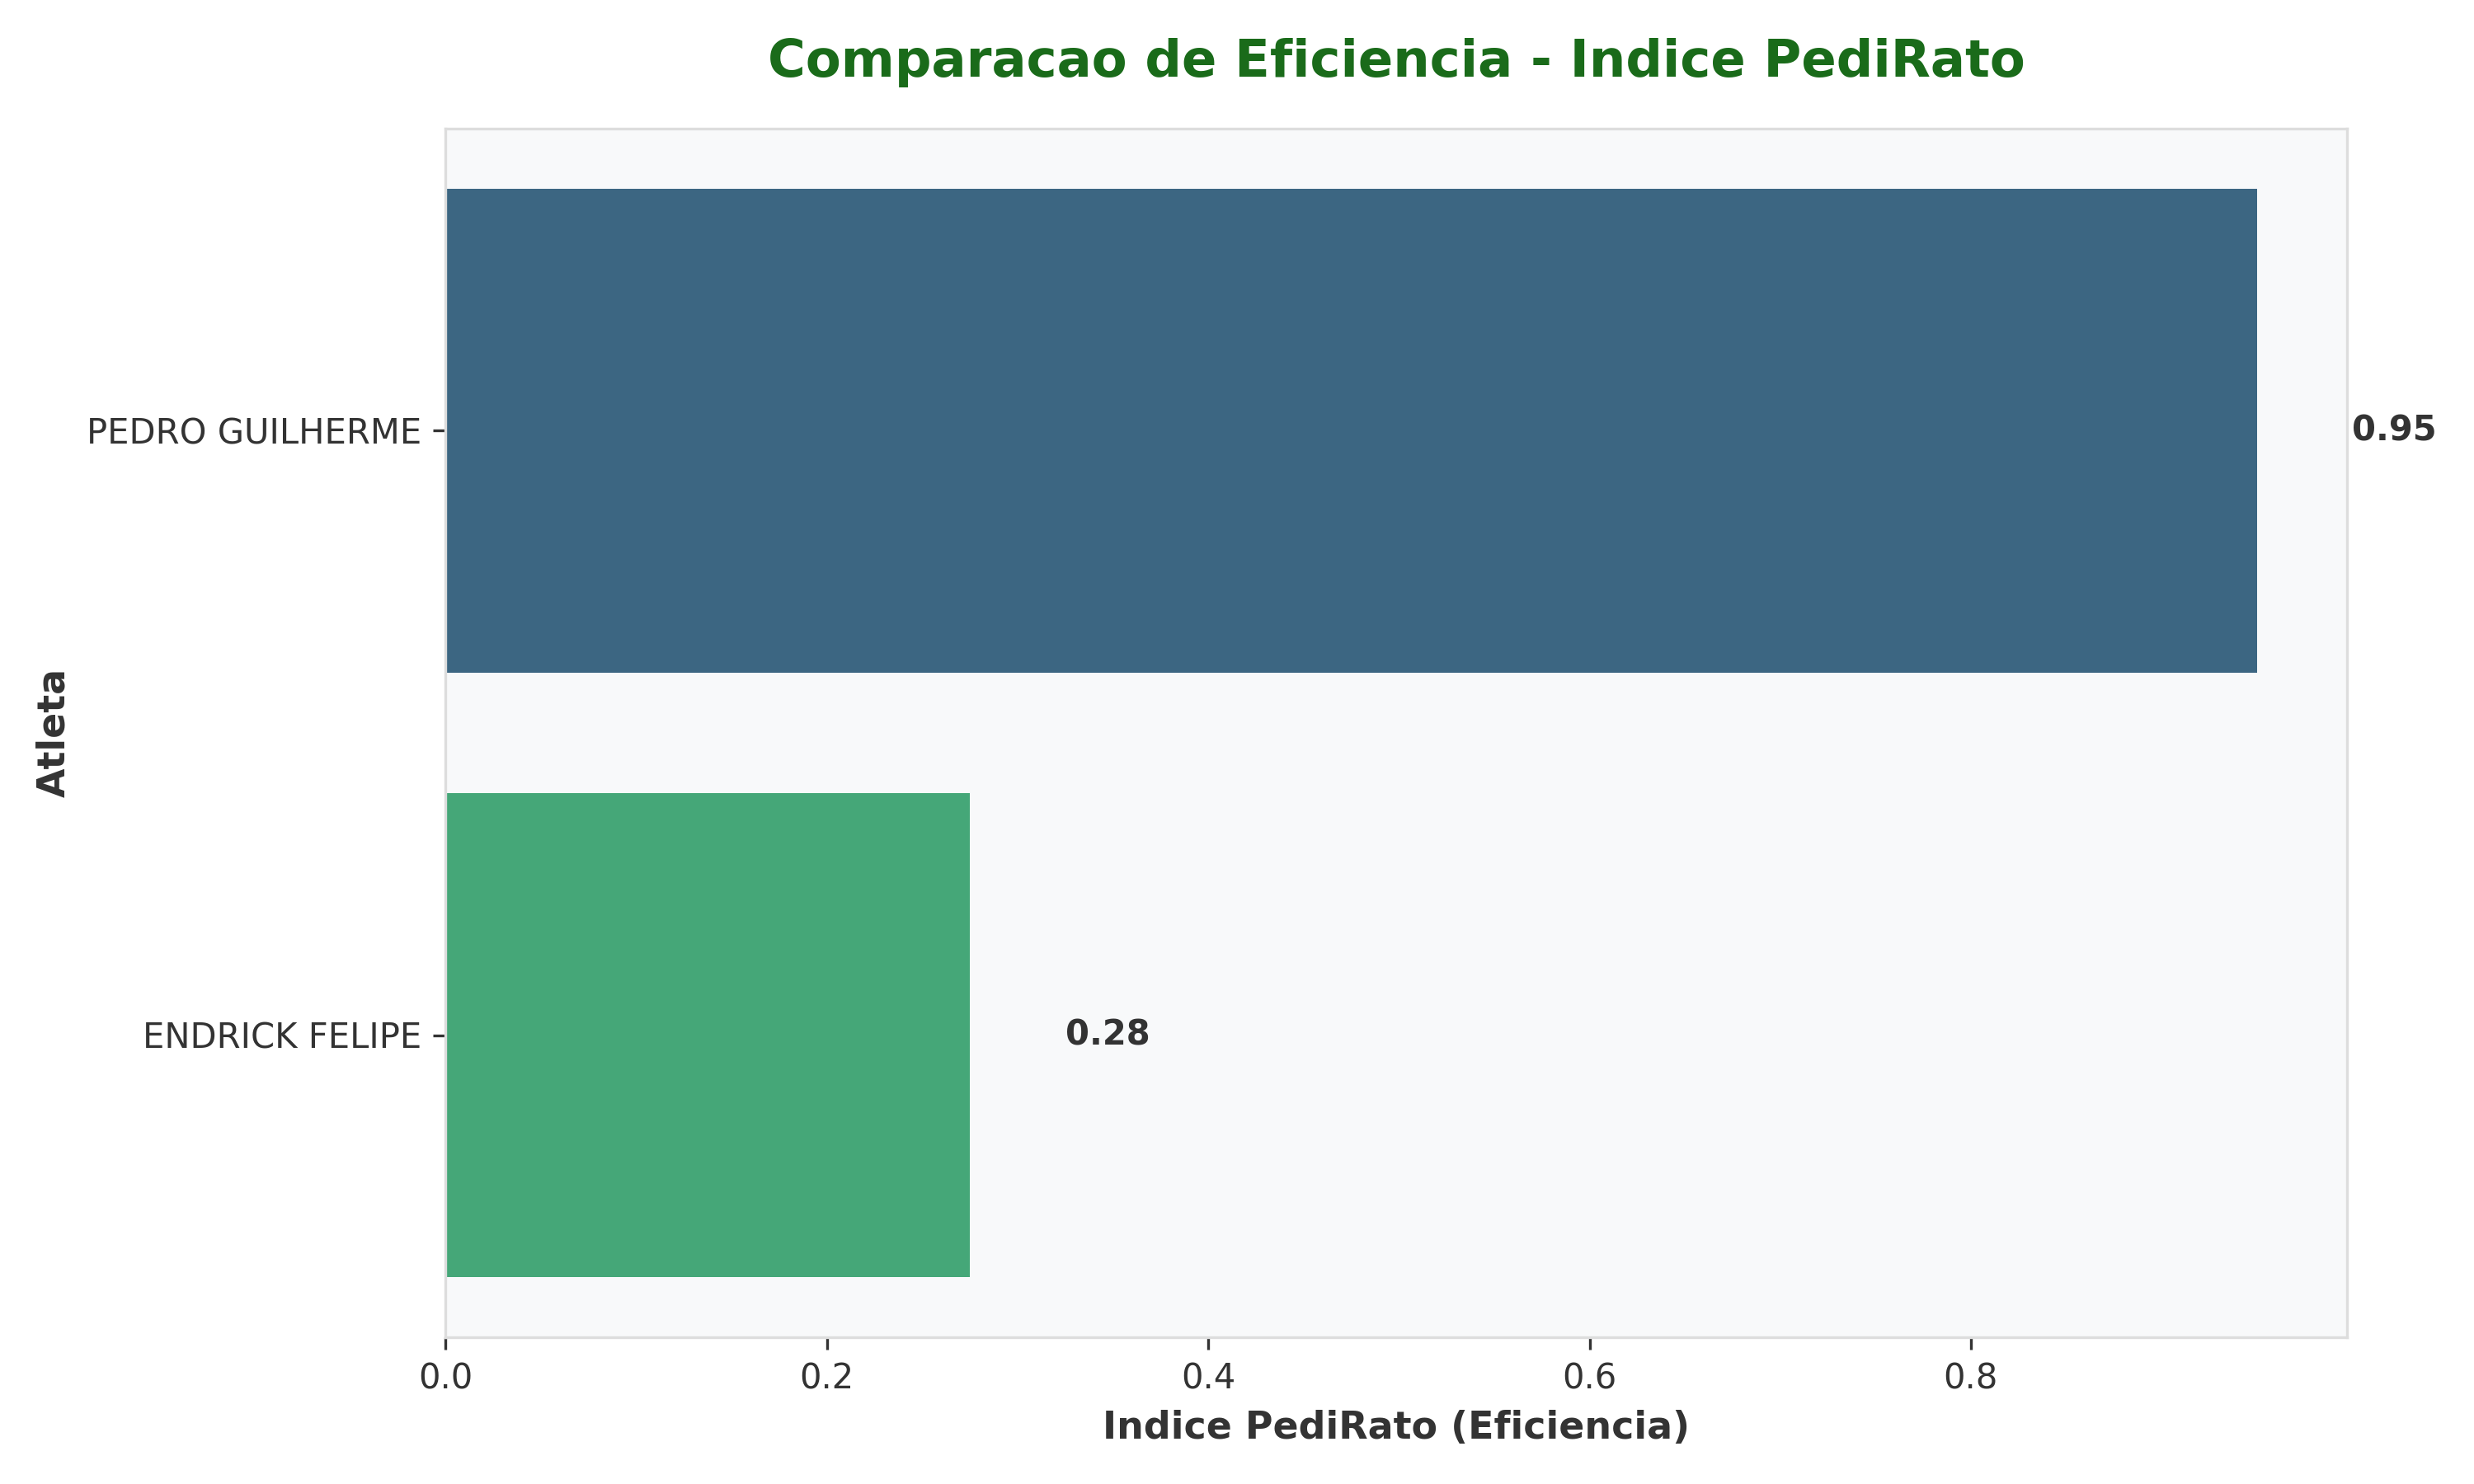 Comparacao de Eficiencia - Indice PediRato
PEDRO GUILHERME
0.95
Atleta
ENDRICK FELIPE
0.28
0.0
0.2
0.4
0.6
0.8
Indice PediRato (Eficiencia)